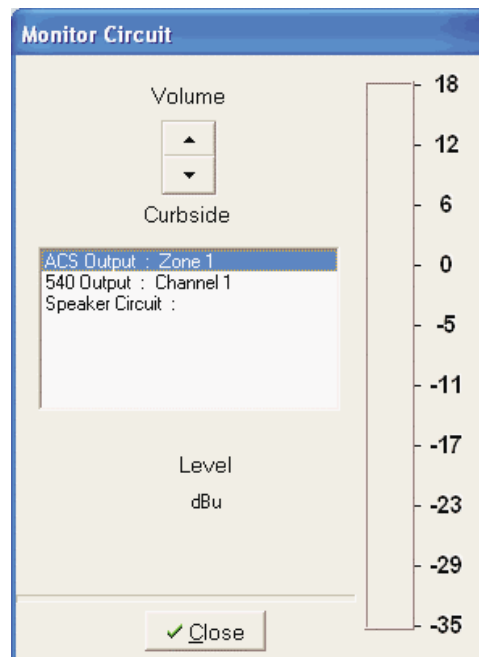 Monitor Circuit
Volume
Curbside
ACS Output : Zone 1
540 Output : Channel 1
Speaker Circuit :
Level
dBu
Close
18
12
6
0
-5
-11
-17
-23
-29
-35